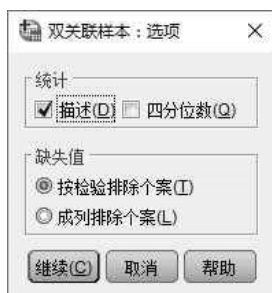 双关联样本：选项
统计
描述(D) 四分位数(Q)
缺失值
按检验排除个案(T)
成列排除个案(L)
继续(C) 取消 帮助